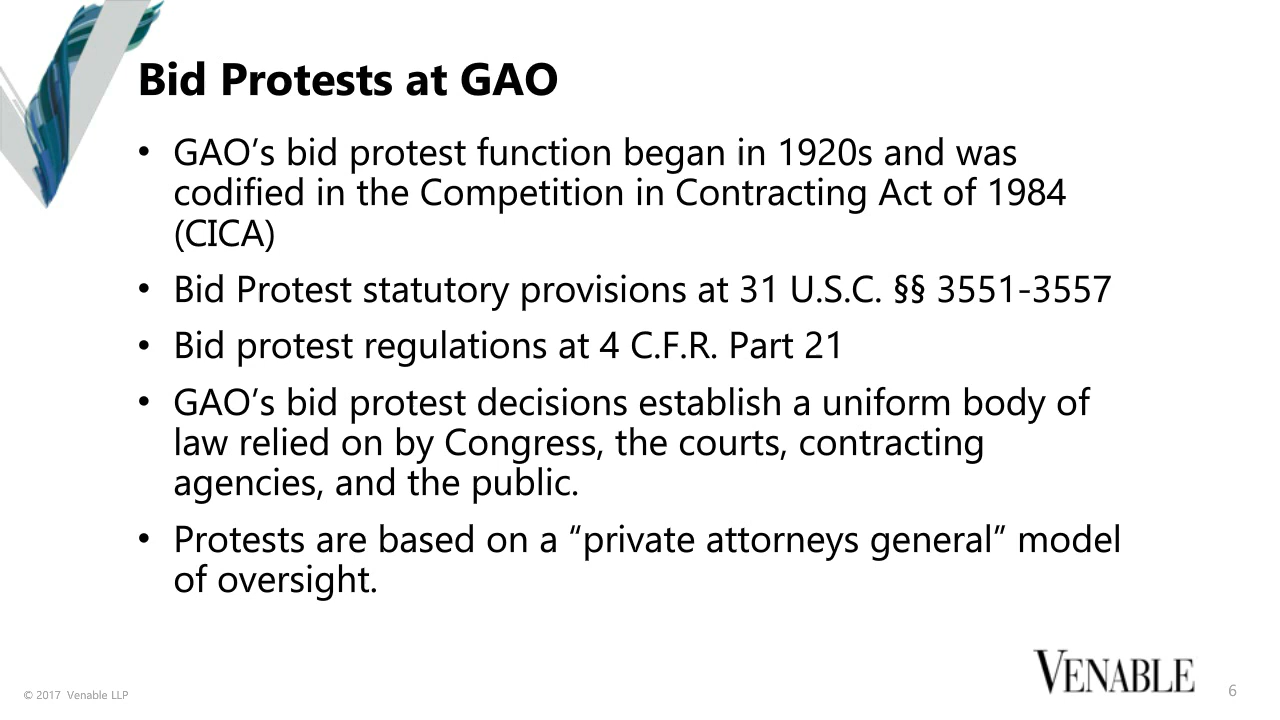 Bid Protests at GAO
• GAO’s bid protest function began in 1920s and was
codified in the Competition in Contracting Act of 1984
(CICA)
• Bid Protest statutory provisions at 31 U.S.C. §§ 3551-3557
• Bid protest regulations at 4 C.F.R. Part 21
• GAO’s bid protest decisions establish a uniform body of
law relied on by Congress, the courts, contracting
agencies, and the public.
• Protests are based on a “private attorneys general” model
of oversight.
VENABLE
© 2017 Venable LLP
6